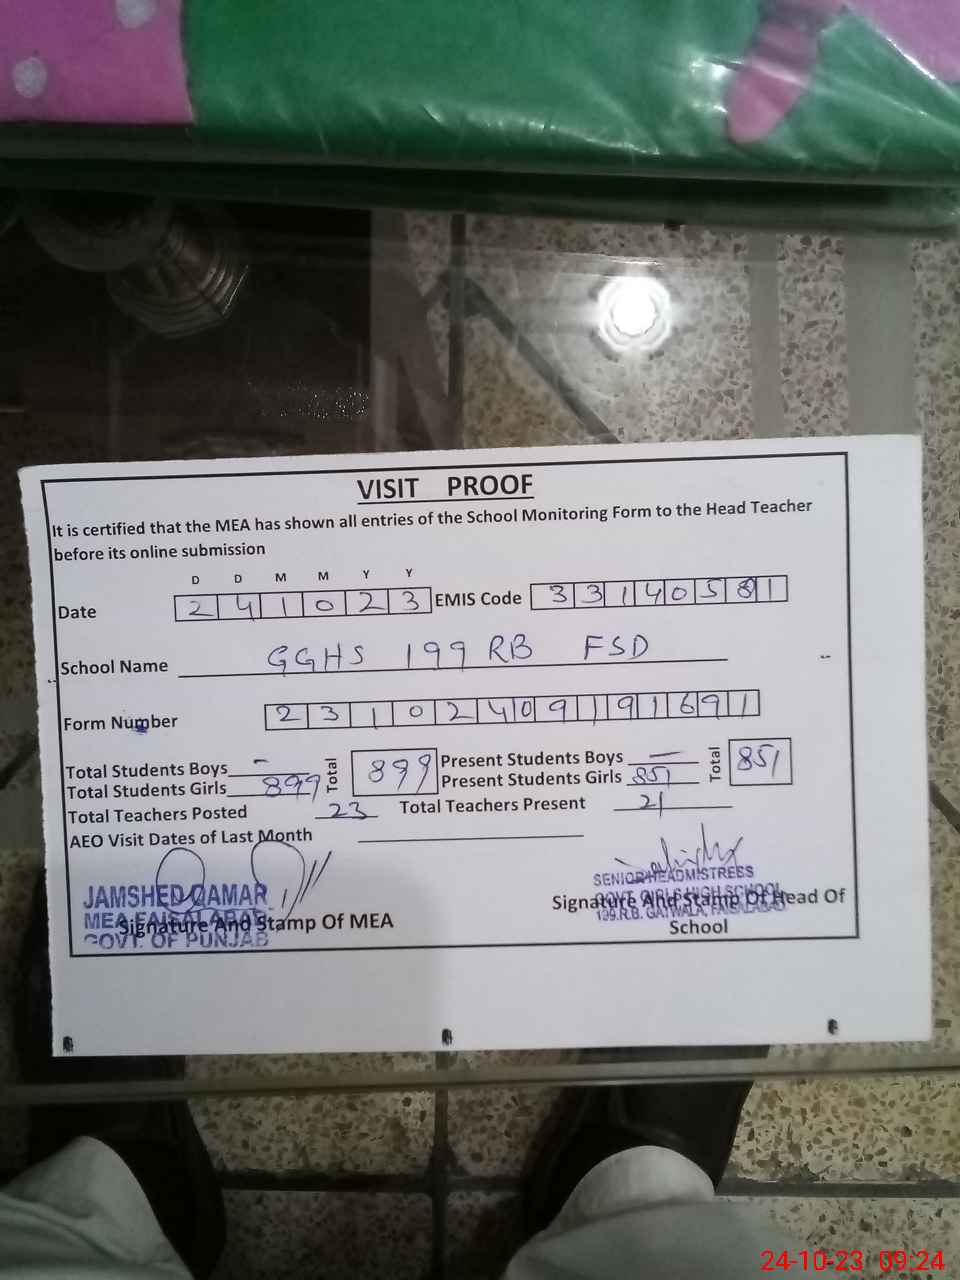 VISIT PROOF
It is certified that the MEA has shown all entries of the School Monitoring Form to the Head Teacher
before its online submission
D D M M Y Y
Date 2 4 1 0 2 3 EMIS Code 3 3 1 4 0 5 8 1
School Name GGHS 199 RB FSD
Form Number 2 3 1 0 2 4 0 9 1 9 1 6 9 1
Total Students Boys - Total 899 Present Students Boys - Total 851
Total Students Girls 899 Present Students Girls 851
Total Teachers Posted 23 Total Teachers Present 21
AEO Visit Dates of Last Month
JAMSHED QAMAR
MEA FAISALABAD
GOVT. OF PUNJAB
Signature And Stamp Of MEA
SENIOR HEADMISTRESS
GOVT. GIRLS HIGH SCHOOL
199.R.B. GATWALA, FAISALABAD
Signature And Stamp Of Head Of
School
24-10-23 09:24